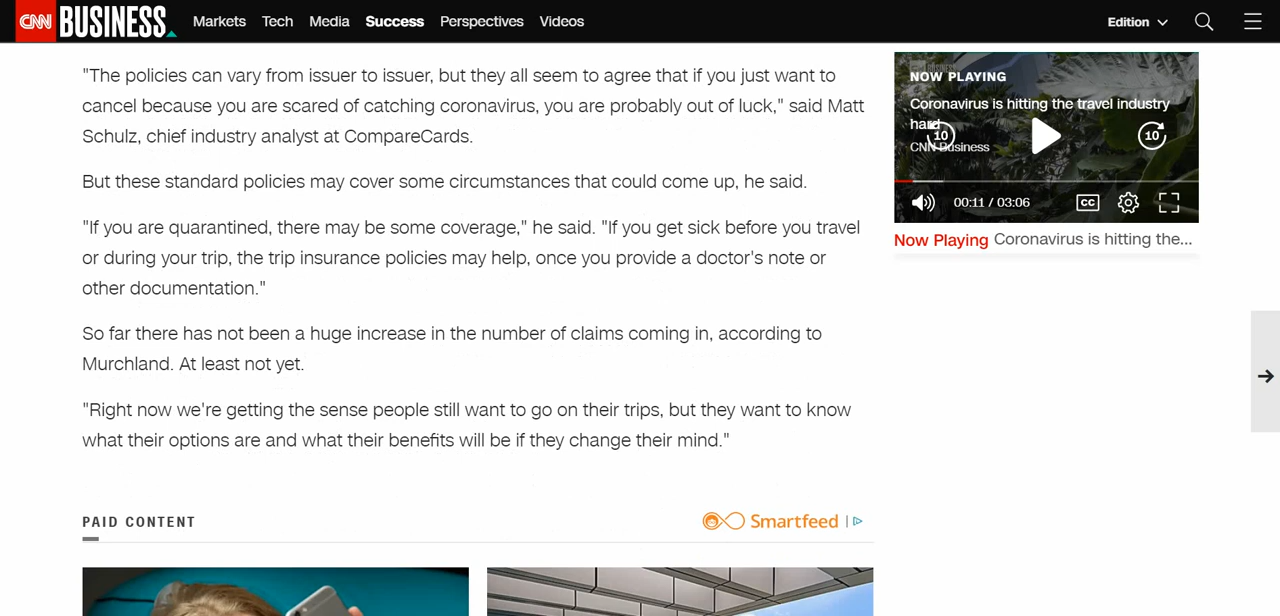 CNN BUSINESS Markets Tech Media Success Perspectives Videos Edition
"The policies can vary from issuer to issuer, but they all seem to agree that if you just want to
cancel because you are scared of catching coronavirus, you are probably out of luck," said Matt
Schulz, chief industry analyst at CompareCards.
But these standard policies may cover some circumstances that could come up, he said.
"If you are quarantined, there may be some coverage," he said. "If you get sick before you travel
or during your trip, the trip insurance policies may help, once you provide a doctor's note or
other documentation."
So far there has not been a huge increase in the number of claims coming in, according to
Murchland. At least not yet.
"Right now we're getting the sense people still want to go on their trips, but they want to know
what their options are and what their benefits will be if they change their mind."
NOW PLAYING
Coronavirus is hitting the travel industry
hard
CNN Business
10
10
00:11 / 03:06 CC
Now Playing Coronavirus is hitting the...
PAID CONTENT
Smartfeed